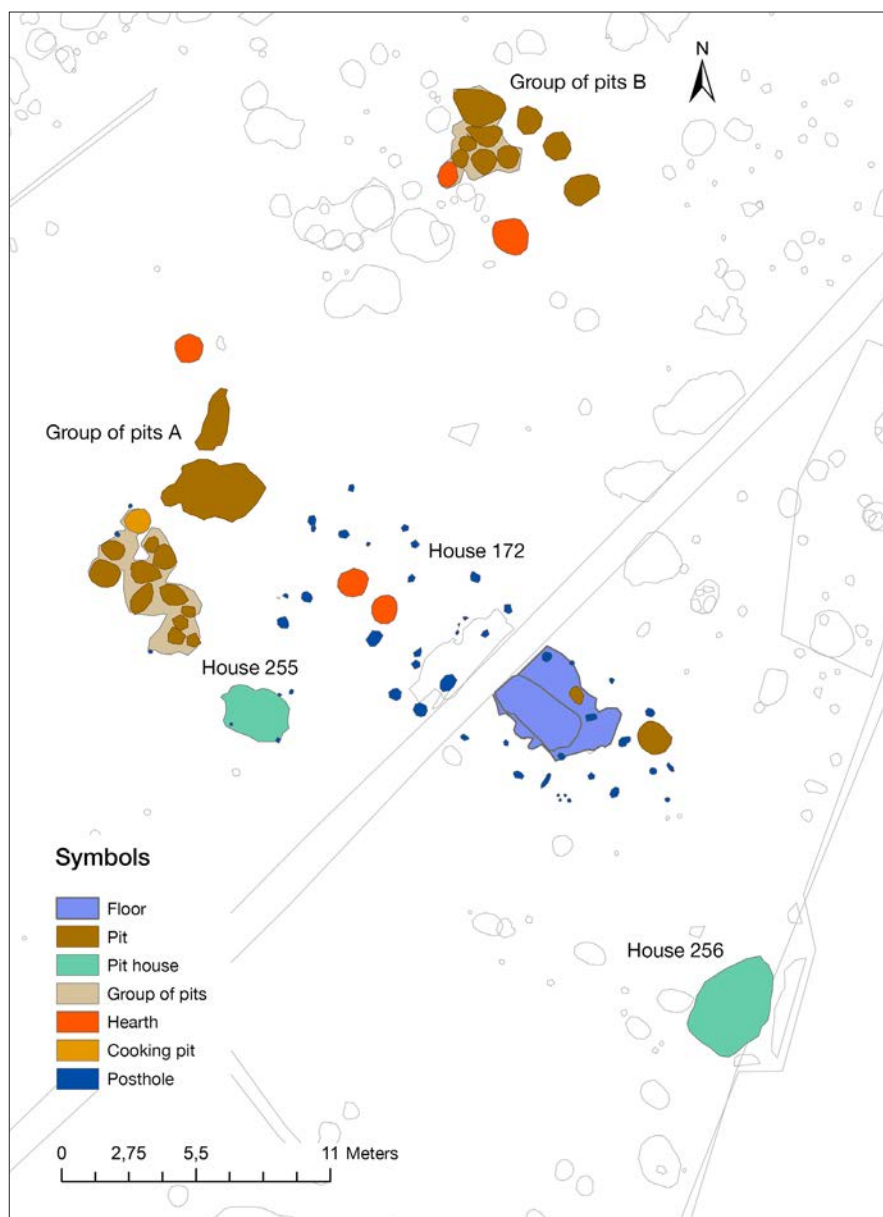 N
Group of pits B
Group of pits A
House 172
House 255
House 256
Symbols
Floor
Pit
Pit house
Group of pits
Hearth
Cooking pit
Posthole
0 2,75 5,5 11 Meters